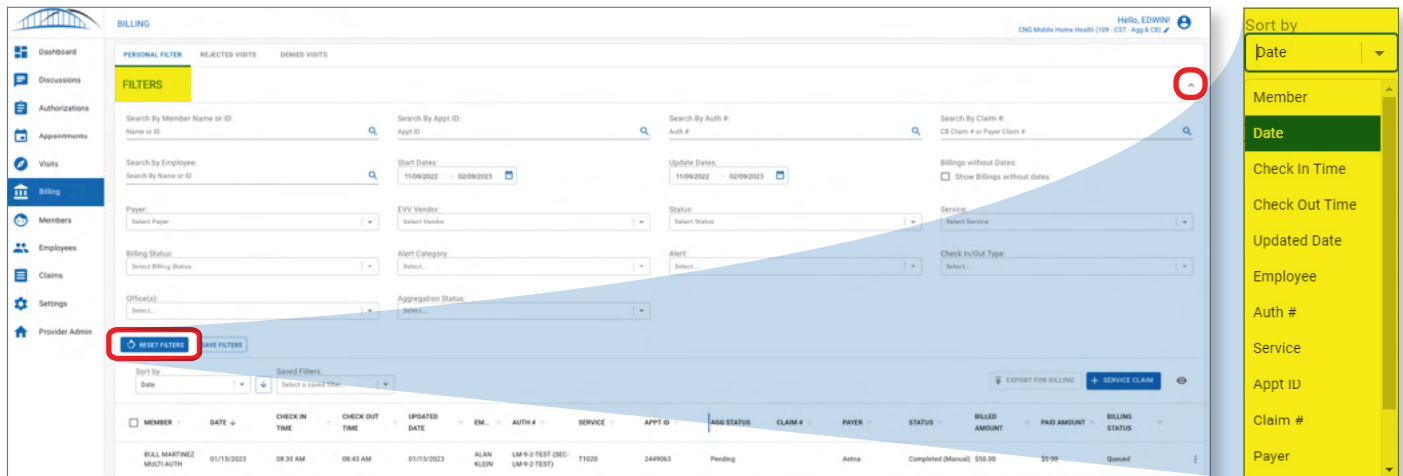 BILLING
Hello, EDWIN!
CNG Mobile Home Health (109 - CST - Agg & CB)
Dashboard
Discussions
Authorizations
Appointments
Visits
Billing
Members
Employees
Claims
Settings
Provider Admin
PERSONAL FILTER REJECTED VISITS DENIED VISITS
FILTERS
Search By Member Name or ID: Search By Appt ID: Search By Auth #: Search By Claim #:
Name or ID Appt ID Auth # CB Claim # or Payer Claim #
Search by Employee: Start Dates: Update Dates: Billings without Dates:
Search By Name or ID 11/09/2022 - 02/09/2023 11/09/2022 - 02/09/2023 Show Billings without dates
Payer: EVV Vendor: Status: Service:
Select Payer Select Vendor Select Status Select Service
Billing Status: Alert Category: Alert: Check In/Out Type:
Select Billing Status Select... Select... Select...
Office(s): Aggregation Status:
Select... Select...
RESET FILTERS SAVE FILTERS
Sort by Saved Filters
Date Select a saved filter EXPORT FOR BILLING + SERVICE CLAIM
MEMBER DATE CHECK IN TIME CHECK OUT TIME UPDATED DATE EM... AUTH # SERVICE APPT ID AGG STATUS CLAIM # PAYER STATUS BILLED AMOUNT PAID AMOUNT BILLING STATUS
BULL MARTINEZ MULTI AUTH 01/13/2023 08:30 AM 08:43 AM 01/13/2023 ALAN KLEIN LM-9-2-TEST (SEC-LM-9-2-TEST) T1020 2449063 Pending Aetna Completed (Manual) $50.00 $0.00 Queued
Sort by
Date
Member
Date
Check In Time
Check Out Time
Updated Date
Employee
Auth #
Service
Appt ID
Claim #
Payer